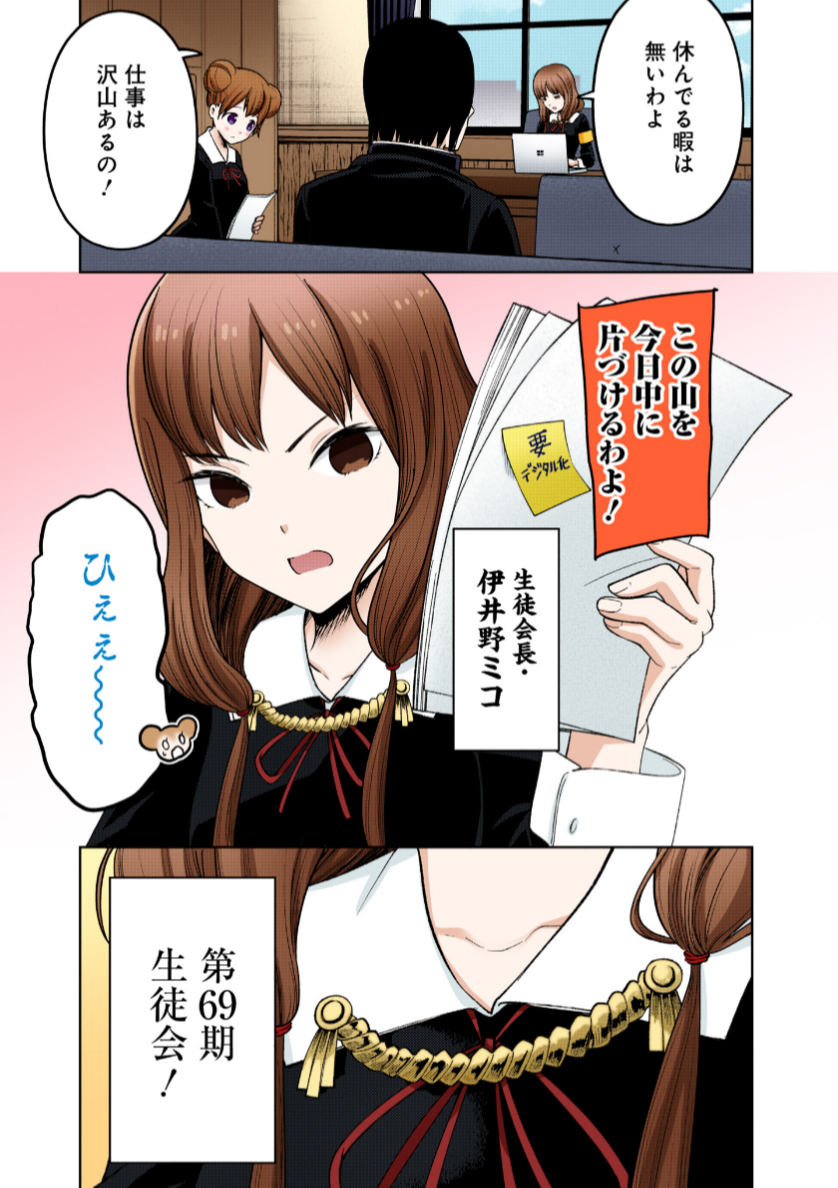 休んでる暇は
無いわよ
仕事は
沢山あるの！
この山を
今日中に
片づけるわよ！
要
デジタル化
生徒会長・
伊井野ミコ
ひぇぇ〜〜〜
第69期
生徒会！